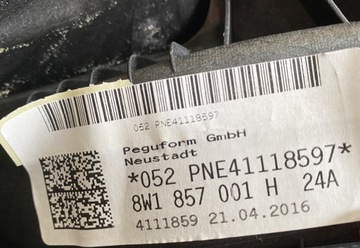 052 PNE41118597
Peguform GmbH
Neustadt
*052 PNE41118597*
8W1 857 001 H 24A
4111859 21.04.2016